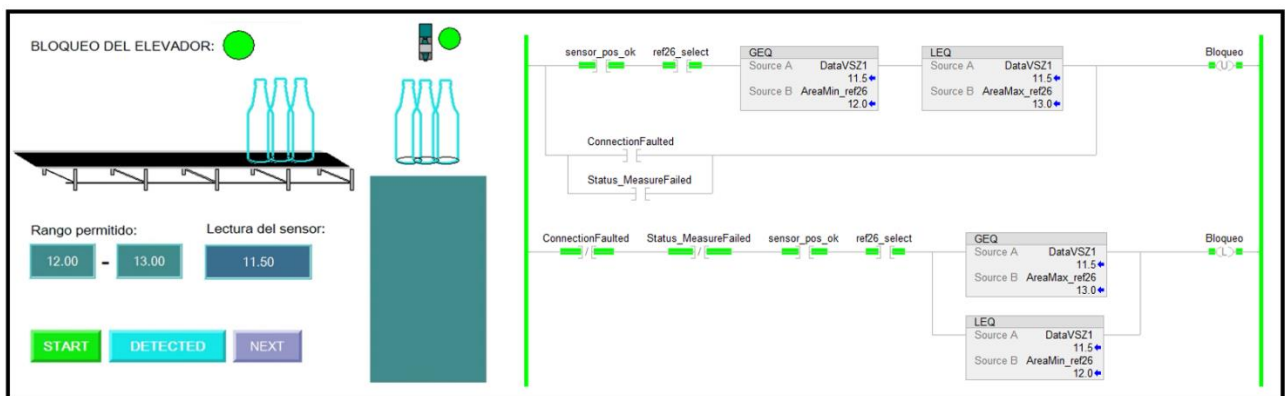 BLOQUEO DEL ELEVADOR:
Rango permitido:
Lectura del sensor:
12.00 - 13.00
11.50
START
DETECTED
NEXT
sensor_pos_ok
ref26_select
GEQ
Source A DataVSZ1
11.5
Source B AreaMin_ref26
12.0
LEQ
Source A DataVSZ1
11.5
Source B AreaMax_ref26
13.0
Bloqueo
U
ConnectionFaulted
Status_MeasureFailed
ConnectionFaulted
Status_MeasureFailed
sensor_pos_ok
ref26_select
GEQ
Source A DataVSZ1
11.5
Source B AreaMax_ref26
13.0
Bloqueo
L
LEQ
Source A DataVSZ1
11.5
Source B AreaMin_ref26
12.0